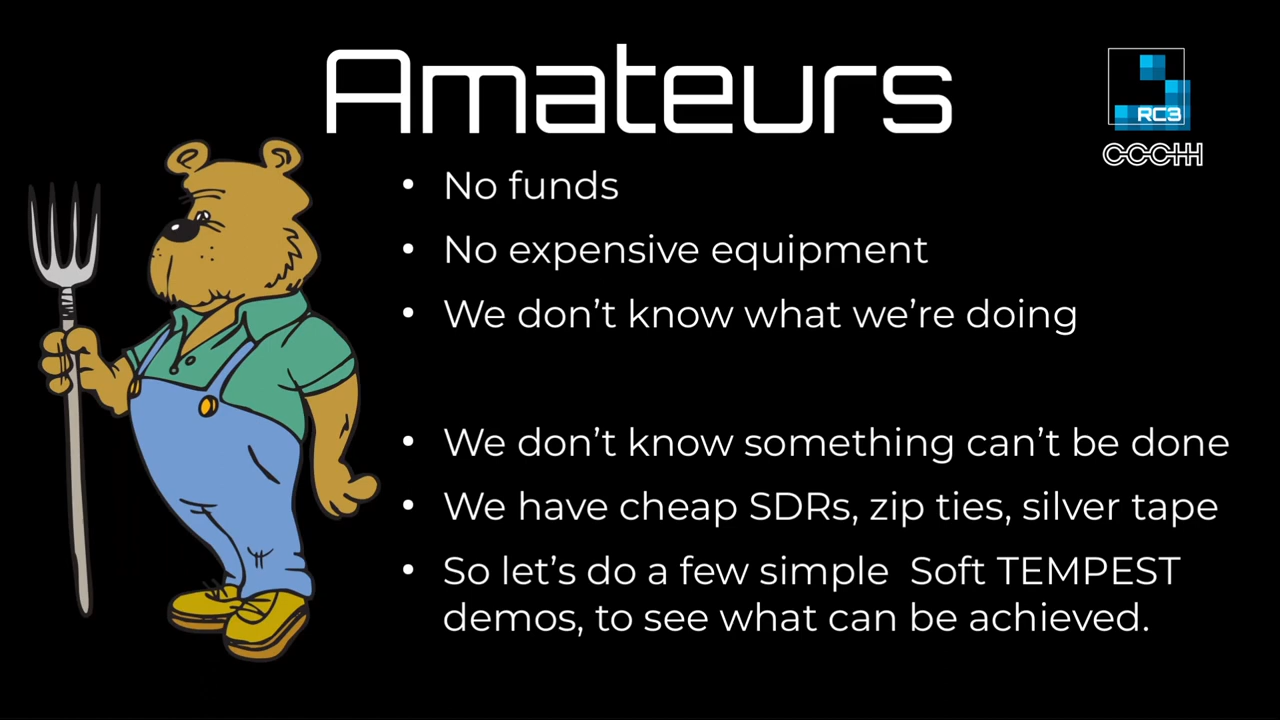 Amateurs
RC3
CCCHH
• No funds
• No expensive equipment
• We don’t know what we’re doing
• We don’t know something can’t be done
• We have cheap SDRs, zip ties, silver tape
• So let’s do a few simple  Soft TEMPEST
demos, to see what can be achieved.